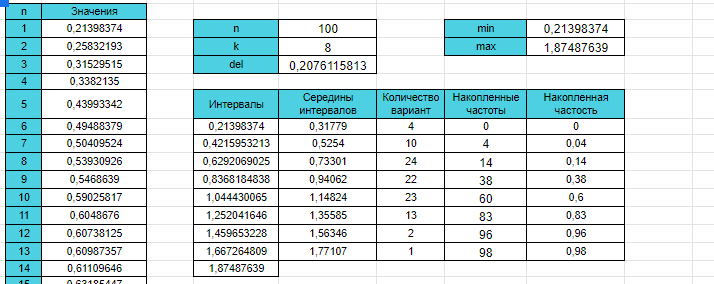 n Значения
1 0,21398374 n 100 min 0,21398374
2 0,25832193 k 8 max 1,87487639
3 0,31529515 del 0,2076115813
4 0,3382135
5 0,43993342 Интервалы Середины интервалов Количество вариант Накопленные частоты Накопленная частость
6 0,49488379 0,21398374 0,31779 4 0 0
7 0,50409524 0,4215953213 0,5254 10 4 0,04
8 0,53930926 0,6292069025 0,73301 24 14 0,14
9 0,5468639 0,8368184838 0,94062 22 38 0,38
10 0,59025817 1,044430065 1,14824 23 60 0,6
11 0,6048676 1,252041646 1,35585 13 83 0,83
12 0,60738125 1,459653228 1,56346 2 96 0,96
13 0,60987357 1,667264809 1,77107 1 98 0,98
14 0,61109646 1,87487639
15 0,63185447